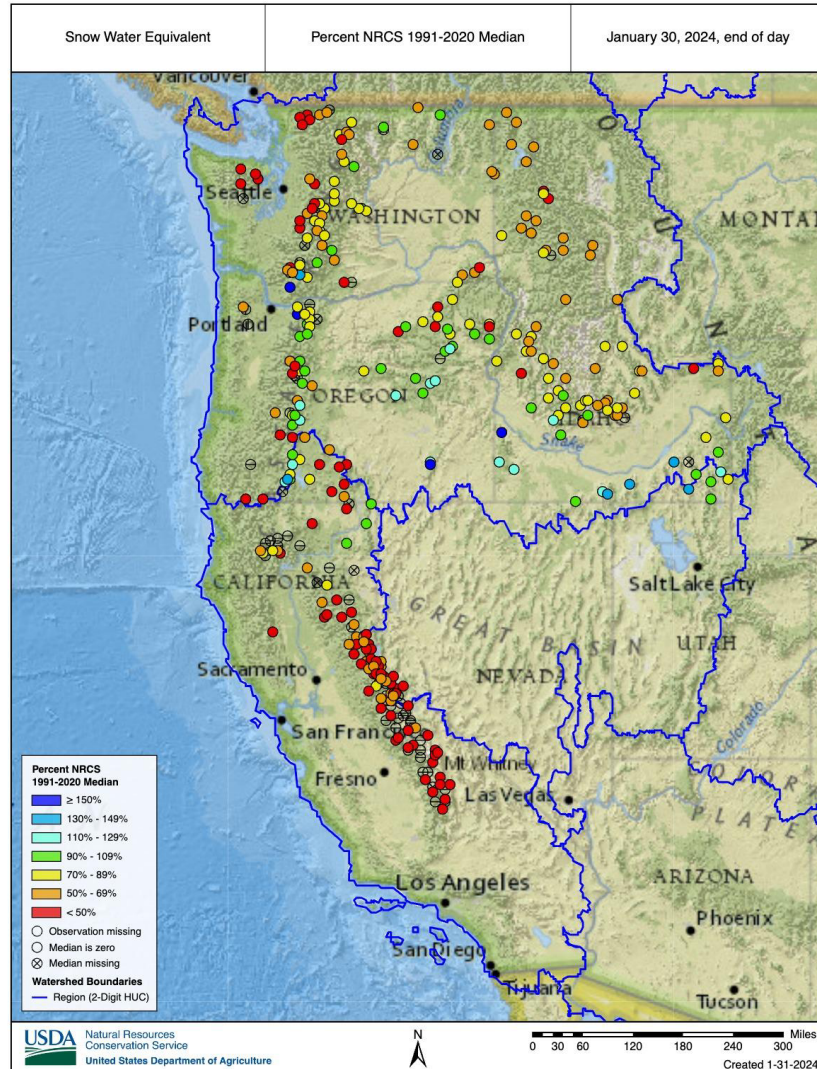 Snow Water Equivalent
Percent NRCS 1991-2020 Median
January 30, 2024, end of day
Vancouver
Seattle
WASHINGTON
MONTA
Portland
OREGON
IDAHO
Snake
CALIFORNIA
Salt Lake City
GREAT BASIN
UTAH
NEVADA
Sacramento
San Franc
Colorado
Mt Whitney
Fresno
Las Vegas
PLATE
ARIZONA
Los Angeles
Phoenix
San Diego
Tijuana
Tucson
Percent NRCS
1991-2020 Median
≥ 150%
130% - 149%
110% - 129%
90% - 109%
70% - 89%
50% - 69%
< 50%
Observation missing
Median is zero
Median missing
Watershed Boundaries
Region (2-Digit HUC)
USDA
Natural Resources
Conservation Service
United States Department of Agriculture
N
Miles
0 30 60 120 180 240 300
Created 1-31-2024